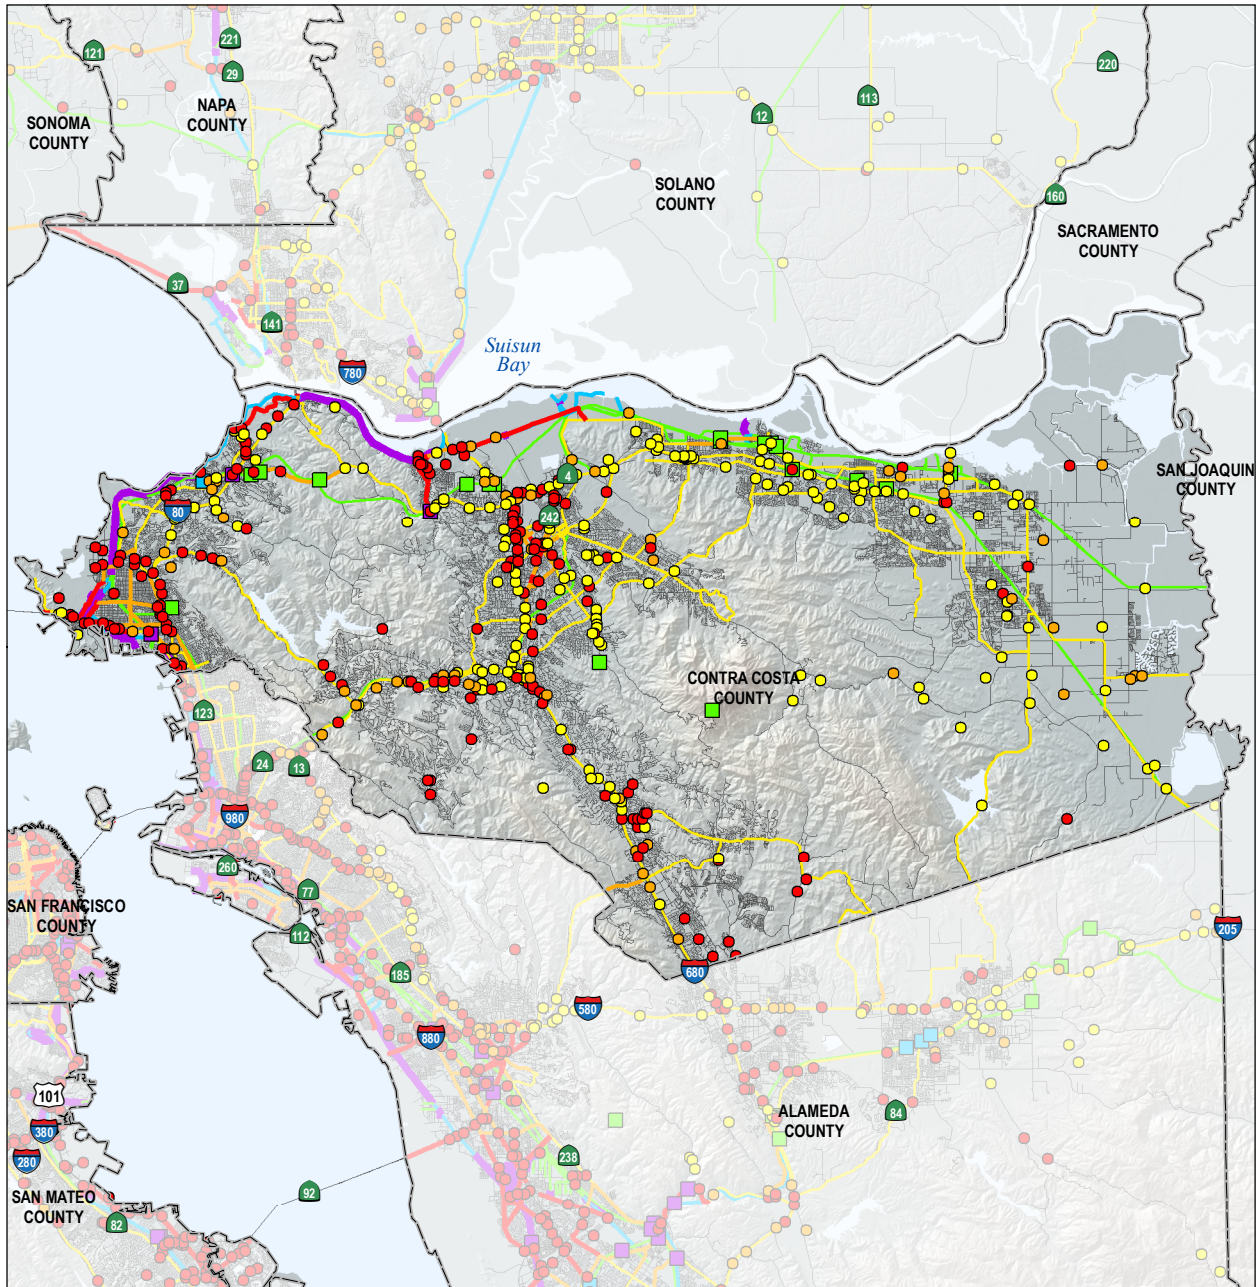 221
121
29
NAPA
COUNTY
SONOMA
COUNTY
220
113
12
SOLANO
COUNTY
160
SACRAMENTO
COUNTY
37
141
Suisun
Bay
780
SAN JOAQUIN
COUNTY
4
80
242
CONTRA COSTA
COUNTY
123
24
13
980
260
77
SAN FRANCISCO
COUNTY
112
205
185
680
580
880
101
380
280
ALAMEDA
COUNTY
84
238
SAN MATEO
COUNTY
92
82